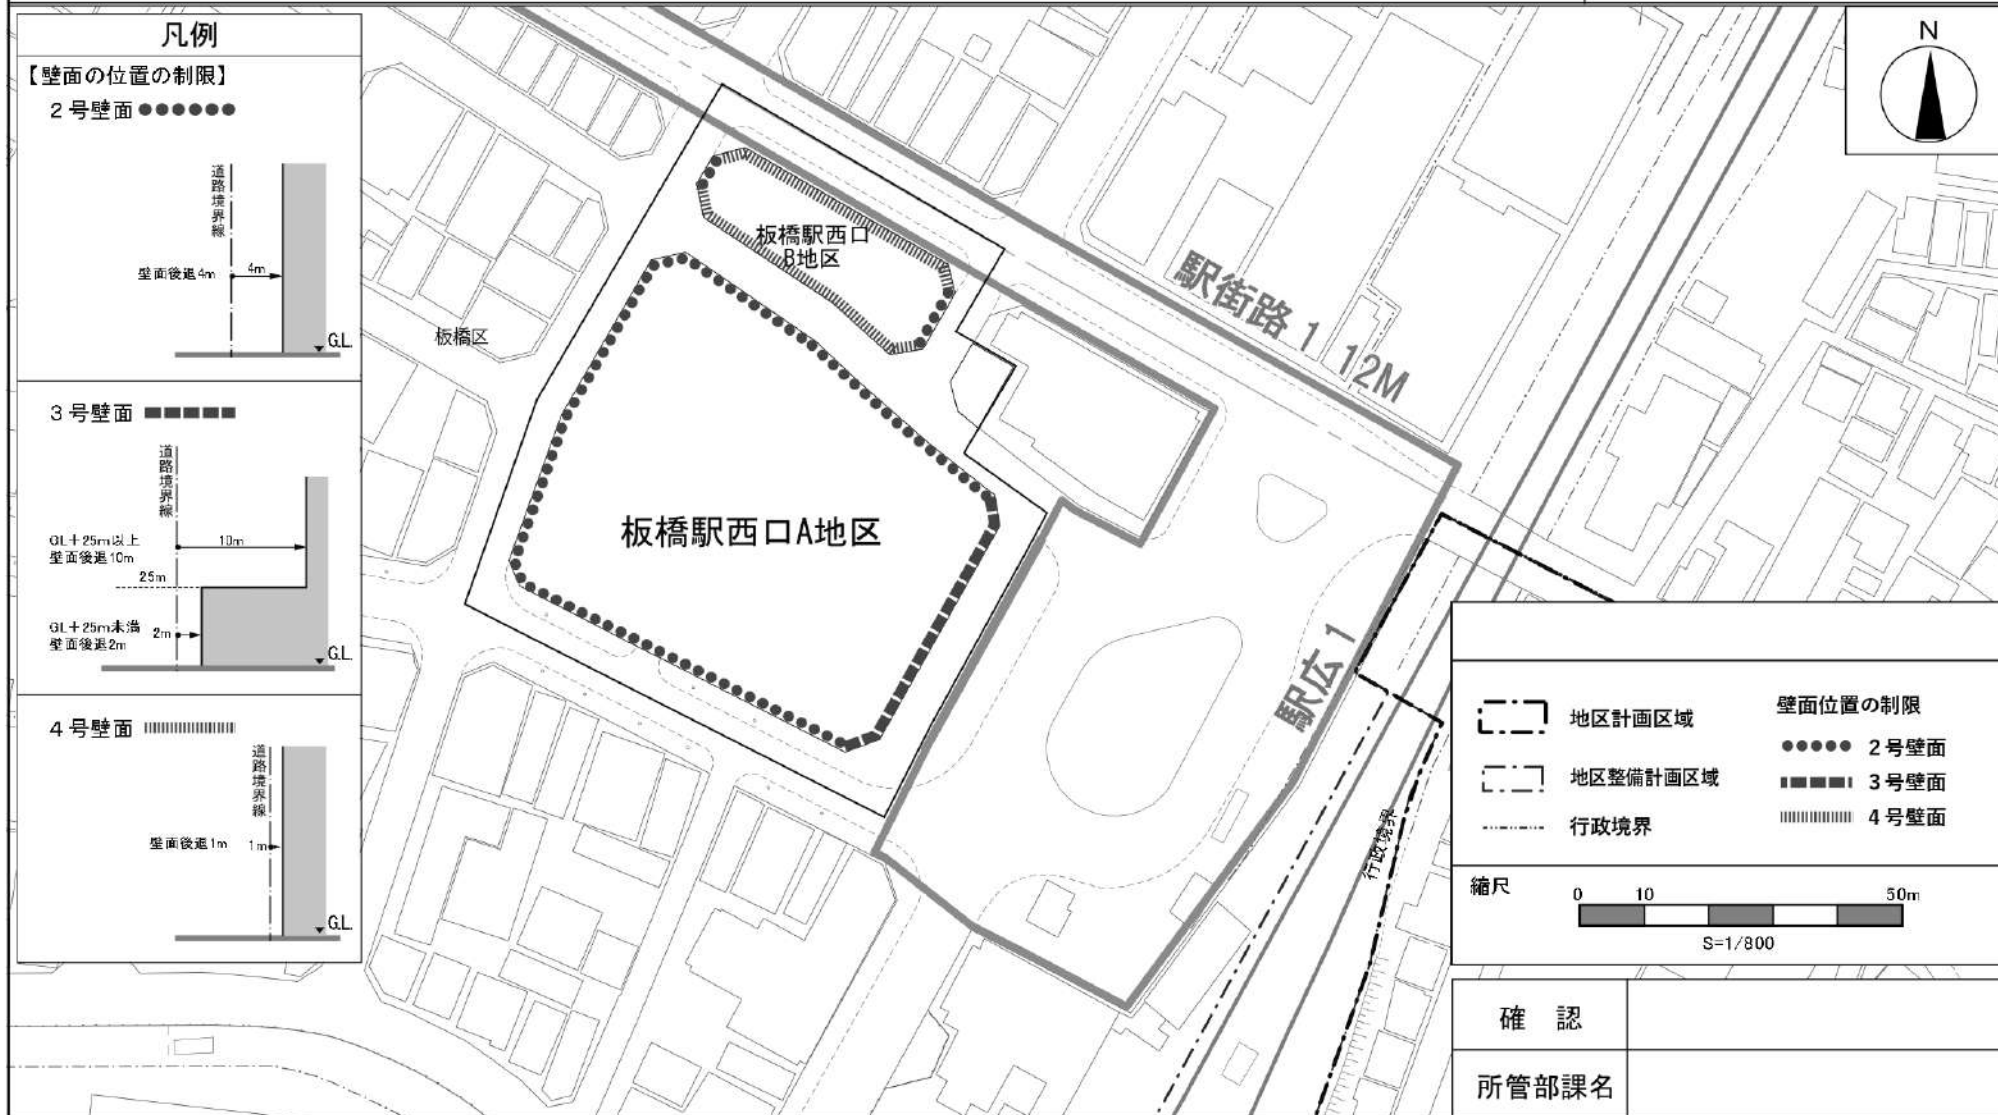 凡例
【壁面の位置の制限】
2号壁面
道路境界線
壁面後退4m
4m
G.L.
3号壁面
道路境界線
GL＋25m以上
壁面後退10m
10m
25m
GL＋25m未満
壁面後退2m
2m
G.L.
4号壁面
道路境界線
壁面後退1m
1m
G.L.
N
板橋駅西口
B地区
板橋区
駅街路 1 12M
板橋駅西口A地区
駅広 1
行政境界
地区計画区域
地区整備計画区域
行政境界
壁面位置の制限
2号壁面
3号壁面
4号壁面
縮尺
0 10 50m
S=1/800
確 認
所管部課名